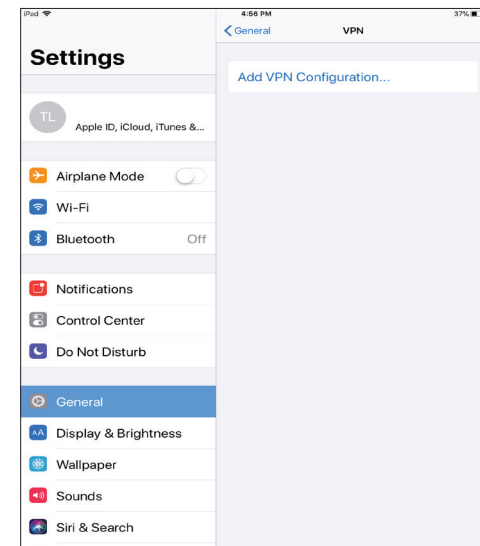 iPad
4:56 PM
37%
General
VPN
Settings
Add VPN Configuration...
TL
Apple ID, iCloud, iTunes &...
Airplane Mode
Wi-Fi
Bluetooth Off
Notifications
Control Center
Do Not Disturb
General
AA Display & Brightness
Wallpaper
Sounds
Siri & Search